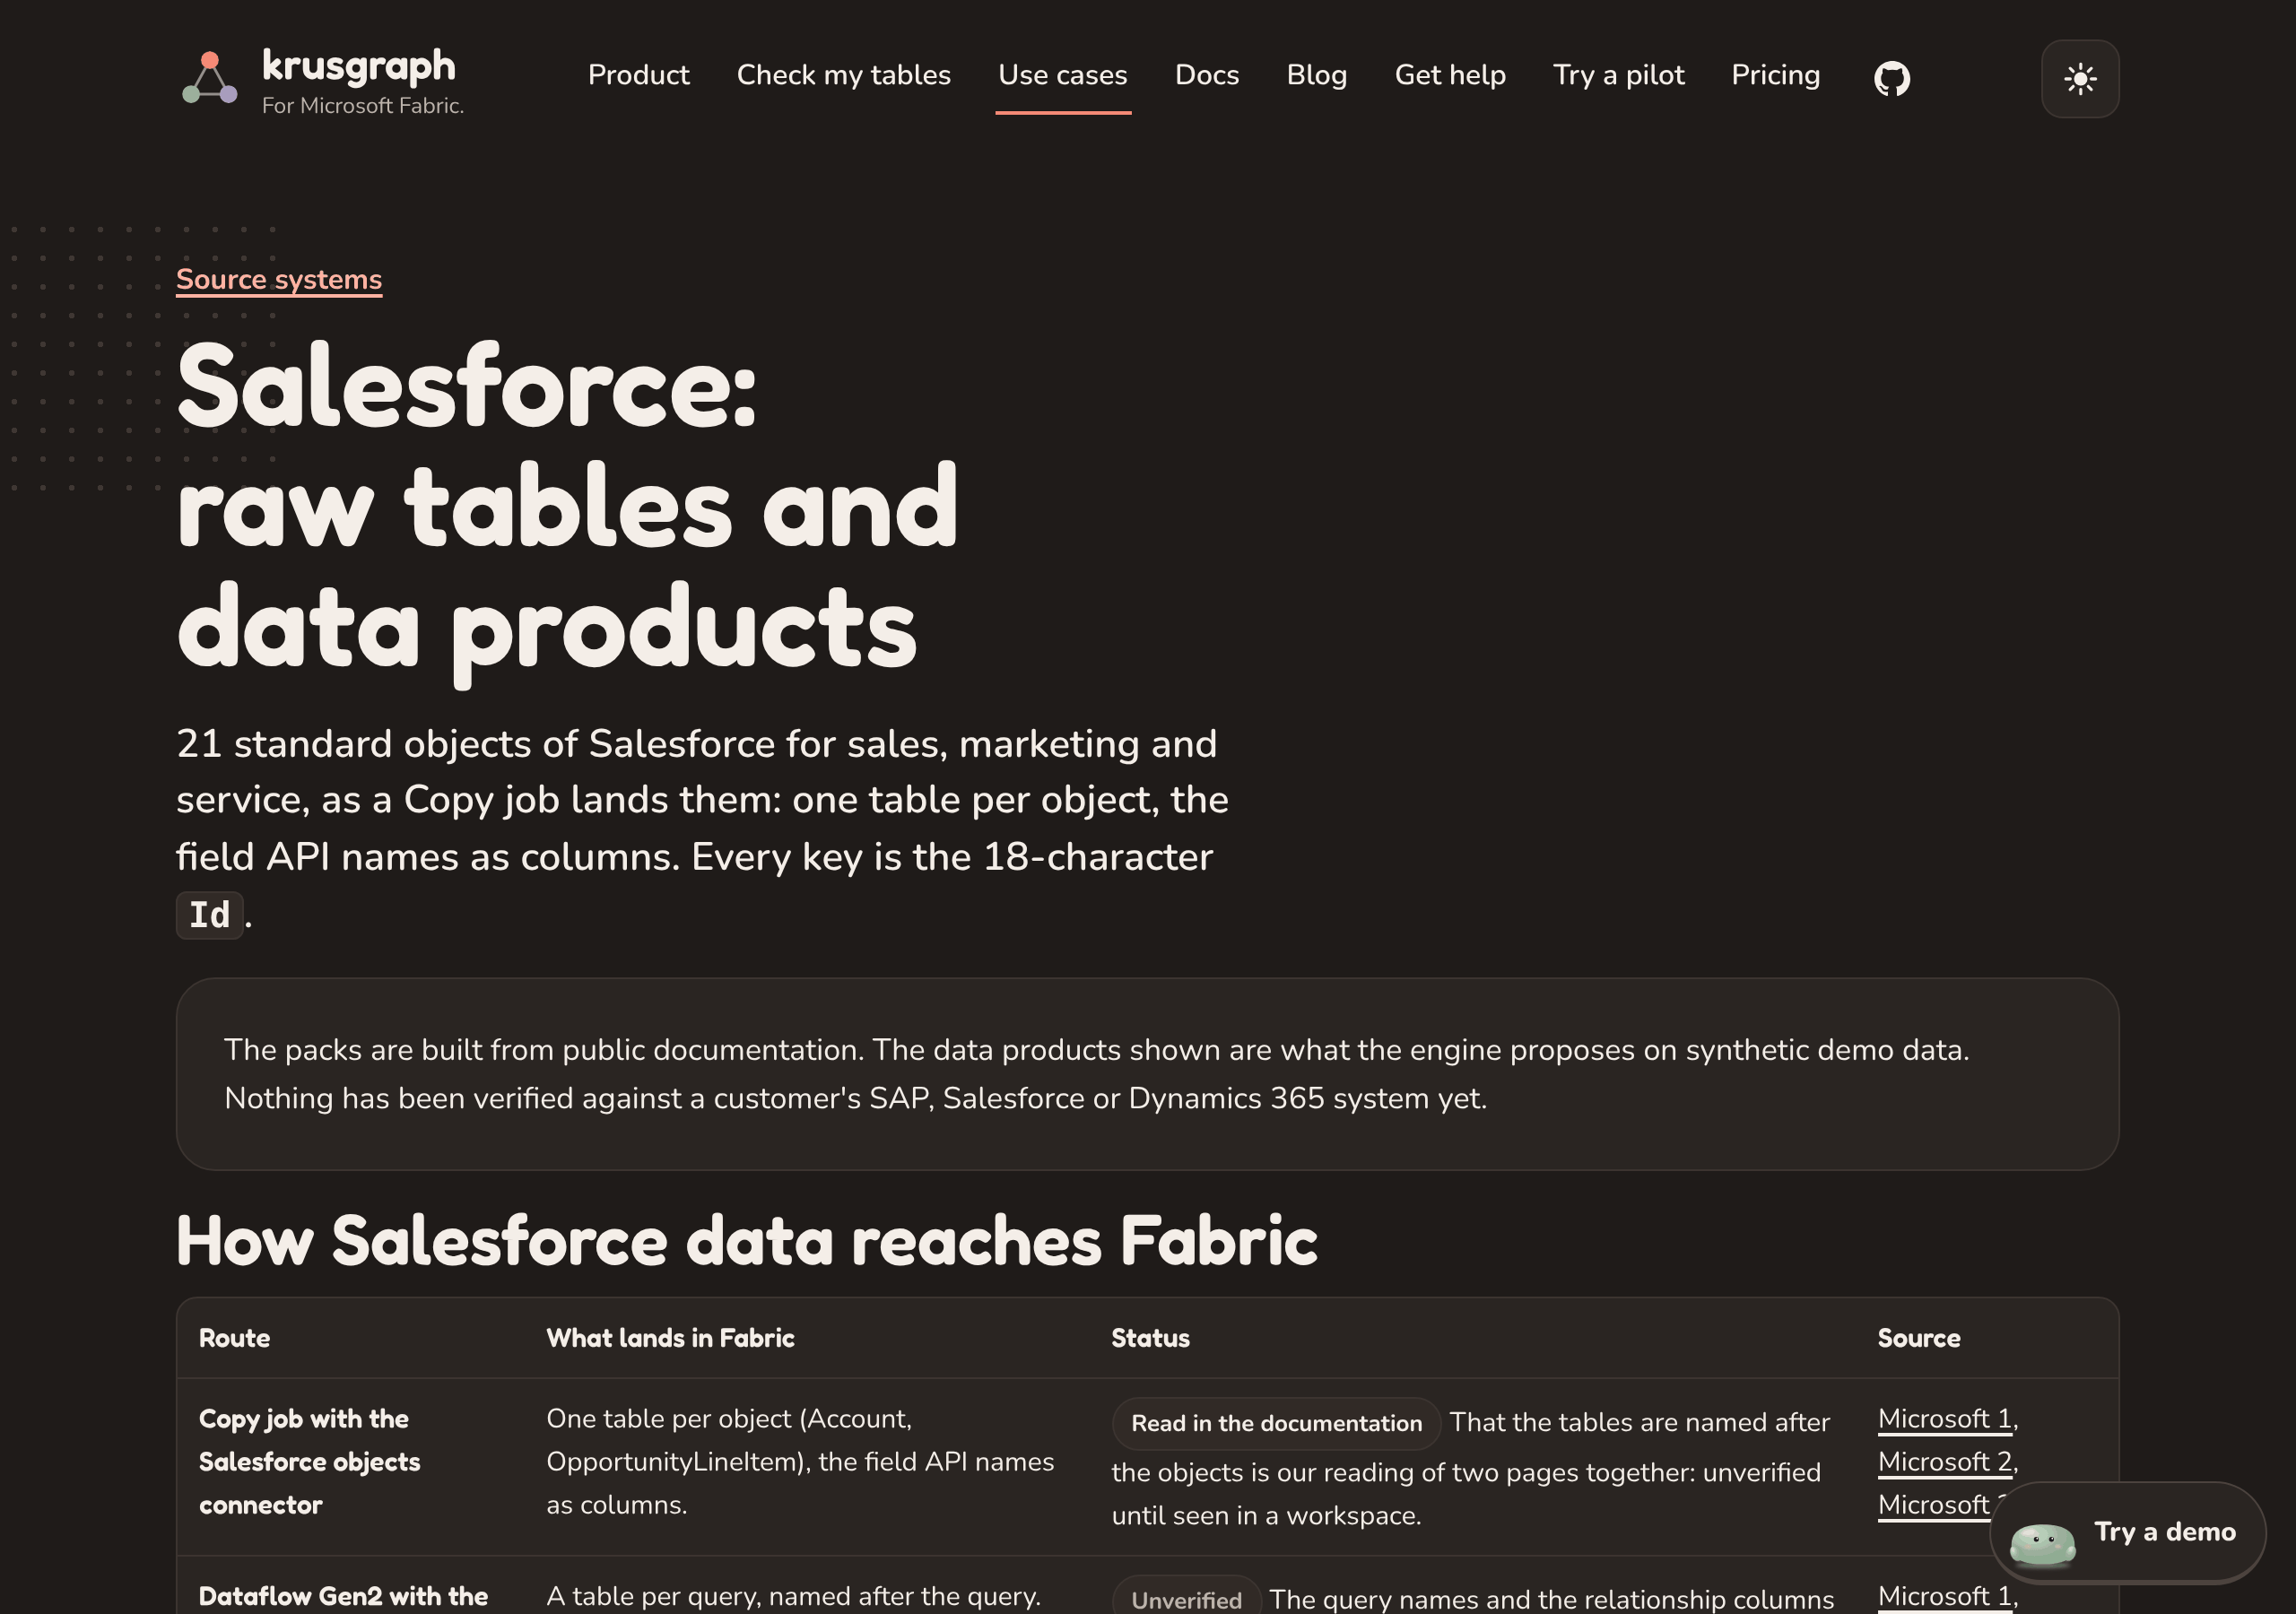 krusgraph
For Microsoft Fabric.
Product Check my tables Use cases Docs Blog Get help Try a pilot Pricing
Source systems
Salesforce:
raw tables and
data products
21 standard objects of Salesforce for sales, marketing and
service, as a Copy job lands them: one table per object, the
field API names as columns. Every key is the 18-character
Id.
The packs are built from public documentation. The data products shown are what the engine proposes on synthetic demo data.
Nothing has been verified against a customer's SAP, Salesforce or Dynamics 365 system yet.
How Salesforce data reaches Fabric
Route What lands in Fabric Status Source
Copy job with the
Salesforce objects
connector
One table per object (Account,
OpportunityLineItem), the field API names
as columns.
Read in the documentation That the tables are named after
the objects is our reading of two pages together: unverified
until seen in a workspace.
Microsoft 1,
Microsoft 2,
Microsoft
Try a demo
Dataflow Gen2 with the
A table per query, named after the query.
Unverified The query names and the relationship columns
Microsoft 1,